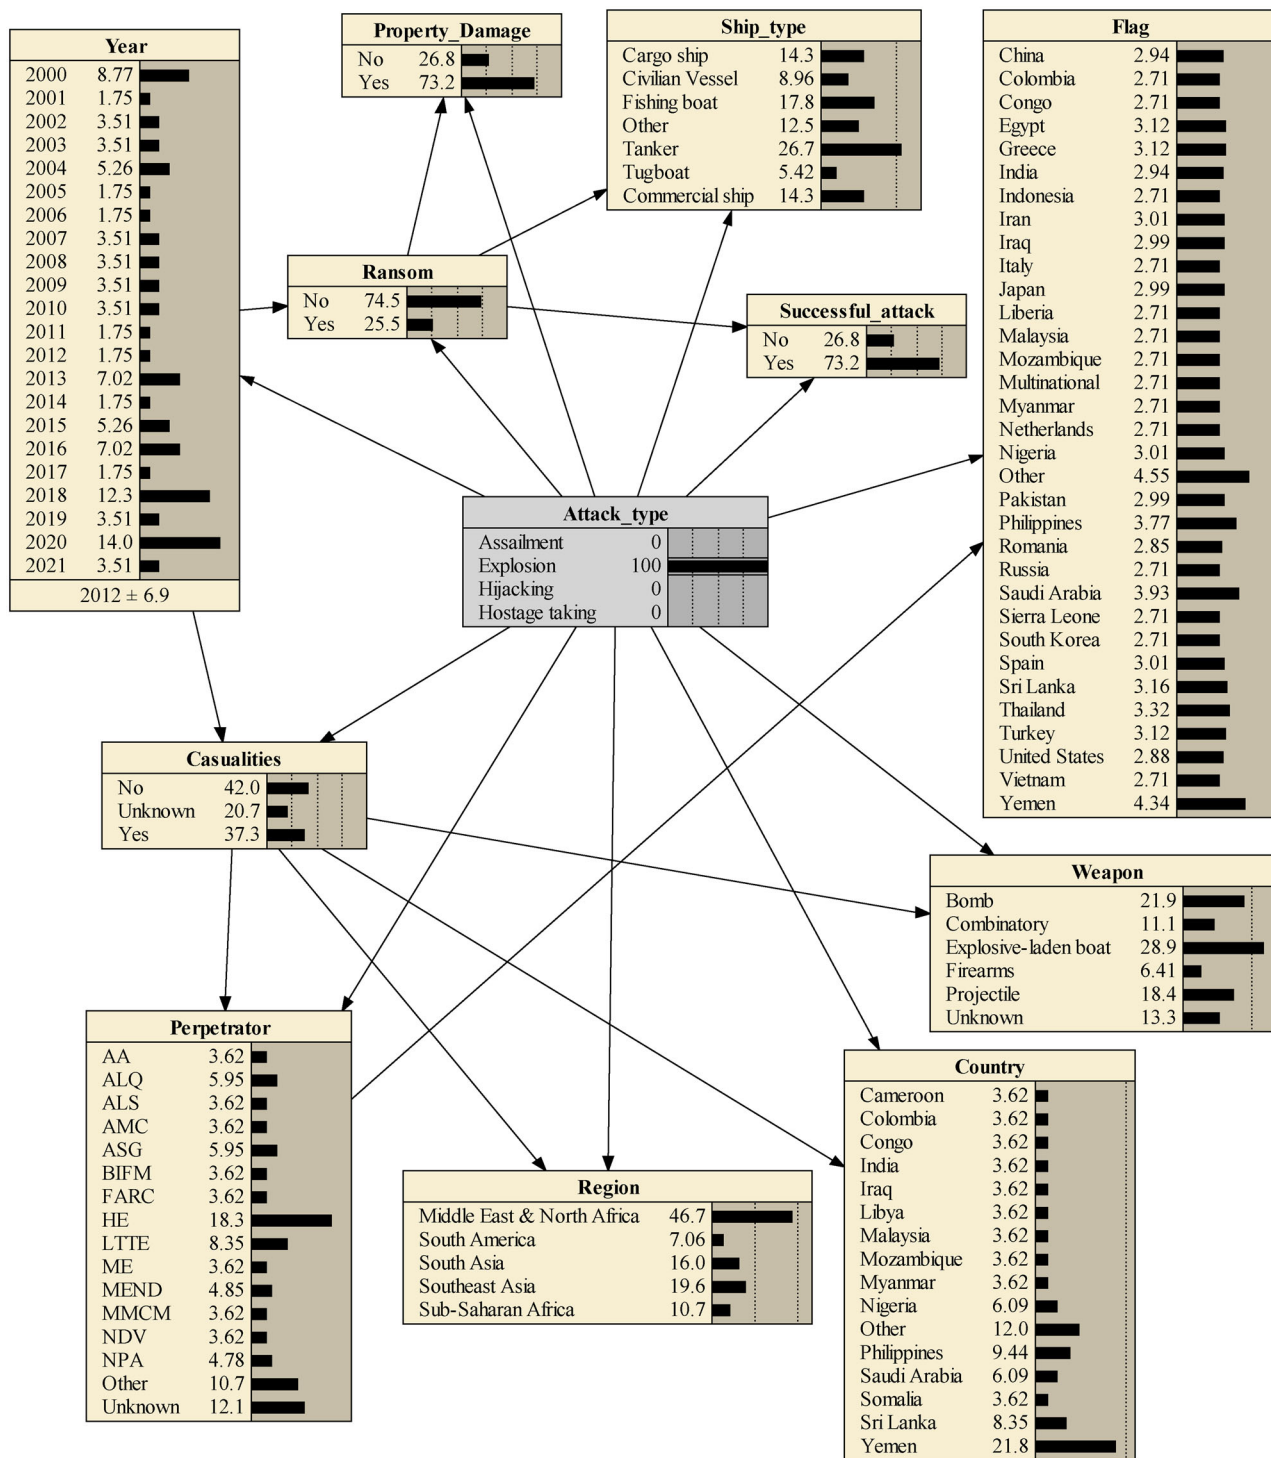 Year
2000 8.77
2001 1.75
2002 3.51
2003 3.51
2004 5.26
2005 1.75
2006 1.75
2007 3.51
2008 3.51
2009 3.51
2010 3.51
2011 1.75
2012 1.75
2013 7.02
2014 1.75
2015 5.26
2016 7.02
2017 1.75
2018 12.3
2019 3.51
2020 14.0
2021 3.51
2012 ± 6.9
Property_Damage
No 26.8
Yes 73.2
Ship_type
Cargo ship 14.3
Civilian Vessel 8.96
Fishing boat 17.8
Other 12.5
Tanker 26.7
Tugboat 5.42
Commercial ship 14.3
Flag
China 2.94
Colombia 2.71
Congo 2.71
Egypt 3.12
Greece 3.12
India 2.94
Indonesia 2.71
Iran 3.01
Iraq 2.99
Italy 2.71
Japan 2.99
Liberia 2.71
Malaysia 2.71
Mozambique 2.71
Multinational 2.71
Myanmar 2.71
Netherlands 2.71
Nigeria 3.01
Other 4.55
Pakistan 2.99
Philippines 3.77
Romania 2.85
Russia 2.71
Saudi Arabia 3.93
Sierra Leone 2.71
South Korea 2.71
Spain 3.01
Sri Lanka 3.16
Thailand 3.32
Turkey 3.12
United States 2.88
Vietnam 2.71
Yemen 4.34
Ransom
No 74.5
Yes 25.5
Successful_attack
No 26.8
Yes 73.2
Attack_type
Assailment 0
Explosion 100
Hijacking 0
Hostage taking 0
Casualities
No 42.0
Unknown 20.7
Yes 37.3
Weapon
Bomb 21.9
Combinatory 11.1
Explosive-laden boat 28.9
Firearms 6.41
Projectile 18.4
Unknown 13.3
Perpetrator
AA 3.62
ALQ 5.95
ALS 3.62
AMC 3.62
ASG 5.95
BIFM 3.62
FARC 3.62
HE 18.3
LTTE 8.35
ME 3.62
MEND 4.85
MMCM 3.62
NDV 3.62
NPA 4.78
Other 10.7
Unknown 12.1
Region
Middle East & North Africa 46.7
South America 7.06
South Asia 16.0
Southeast Asia 19.6
Sub-Saharan Africa 10.7
Country
Cameroon 3.62
Colombia 3.62
Congo 3.62
India 3.62
Iraq 3.62
Libya 3.62
Malaysia 3.62
Mozambique 3.62
Myanmar 3.62
Nigeria 6.09
Other 12.0
Philippines 9.44
Saudi Arabia 6.09
Somalia 3.62
Sri Lanka 8.35
Yemen 21.8